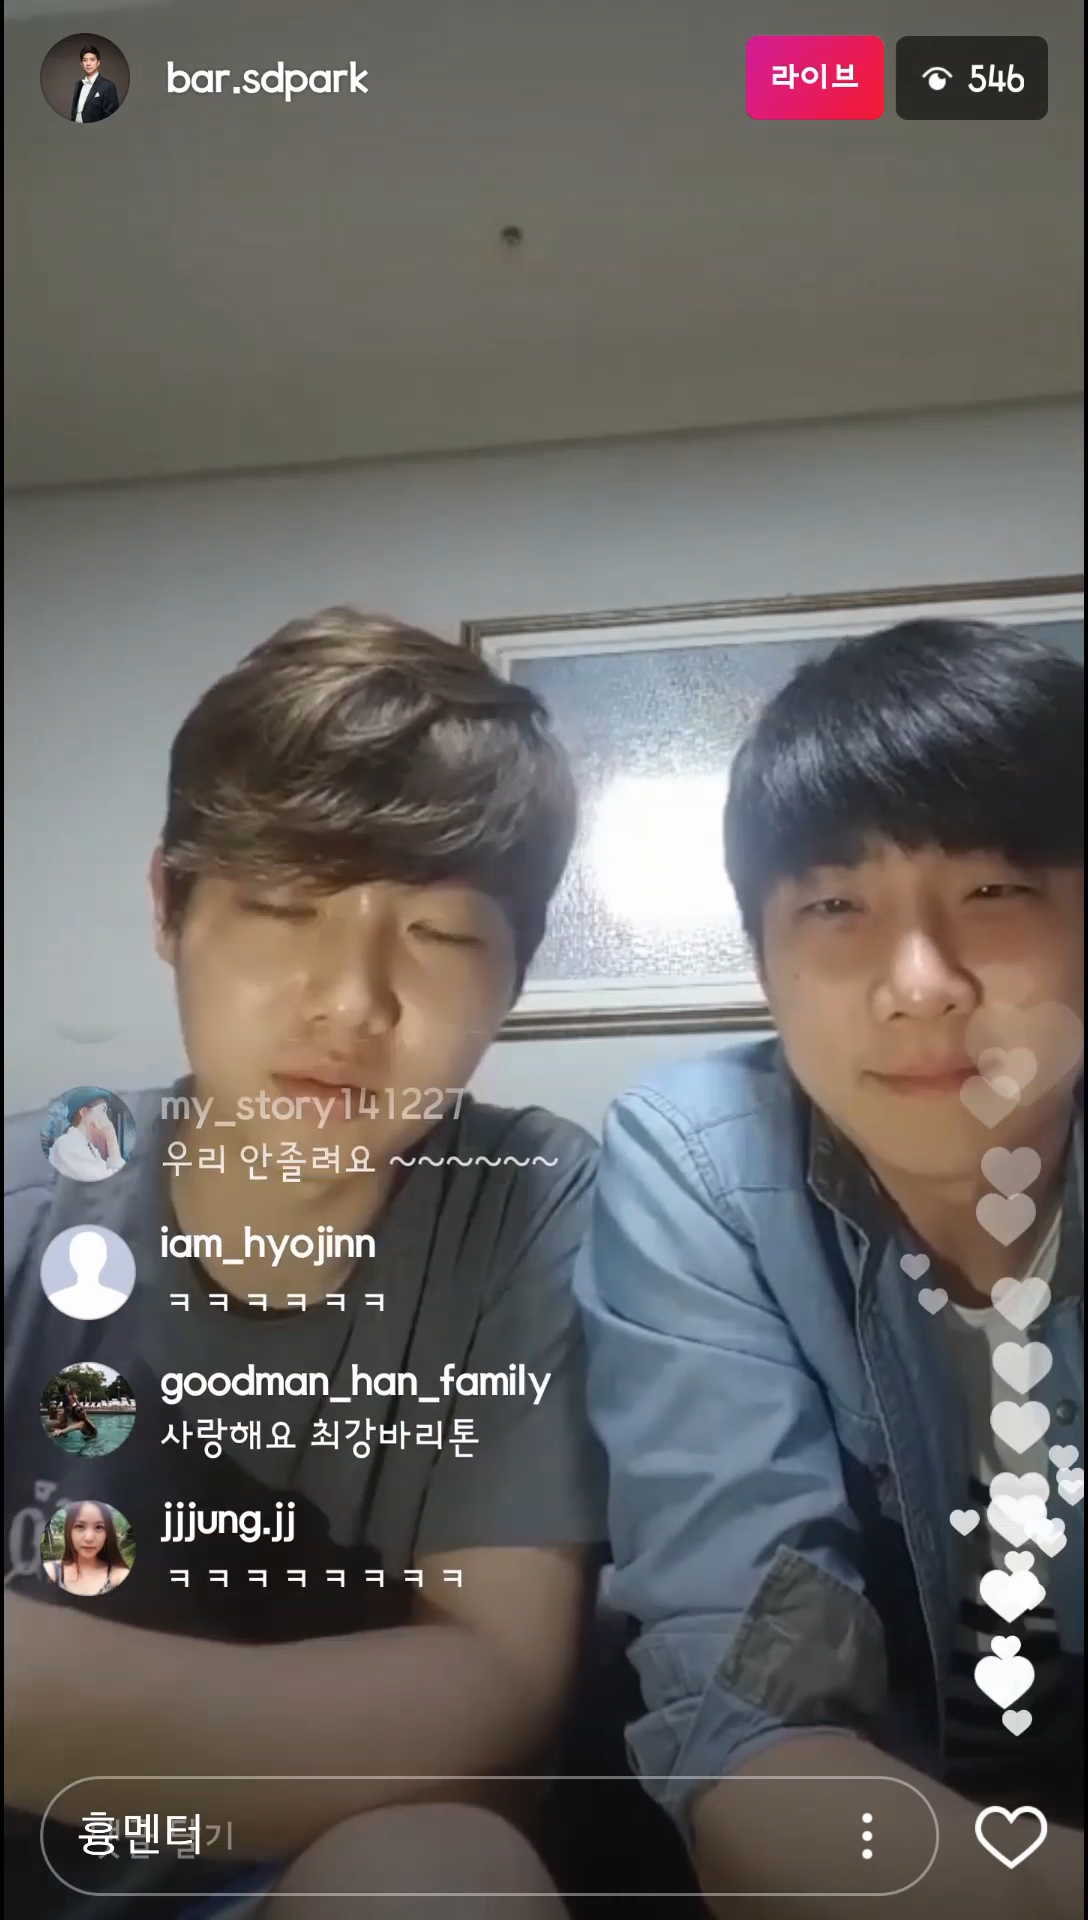 bar.sdpark
라이브
546
my_story141227
우리 안졸려요 ~~~~~~
iam_hyojinn
ㅋㅋㅋㅋㅋㅋ
goodman_han_family
사랑해요 최강바리톤
jjjung.jj
ㅋㅋㅋㅋㅋㅋㅋㅋ
흉멘터